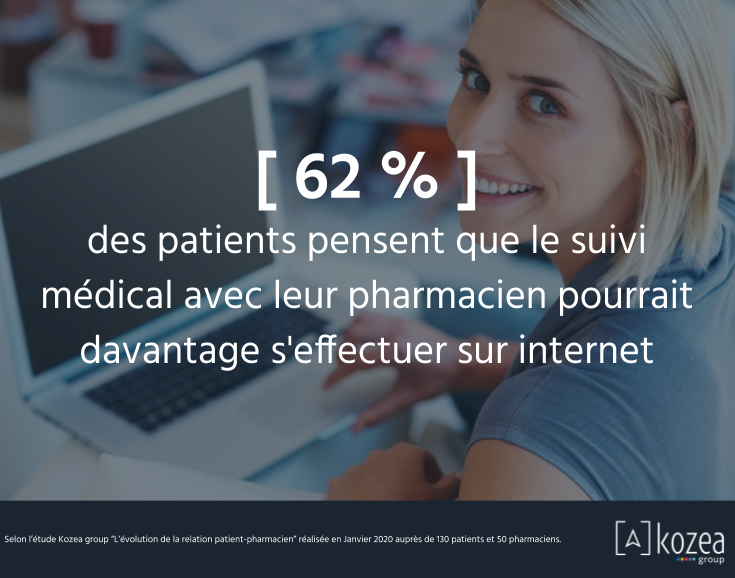 [ 62 % ]
des patients pensent que le suivi
médical avec leur pharmacien pourrait
davantage s'effectuer sur internet
Selon l'étude Kozea group "L'évolution de la relation patient-pharmacien" réalisée en Janvier 2020 auprès de 130 patients et 50 pharmaciens.
[A] kozea
group